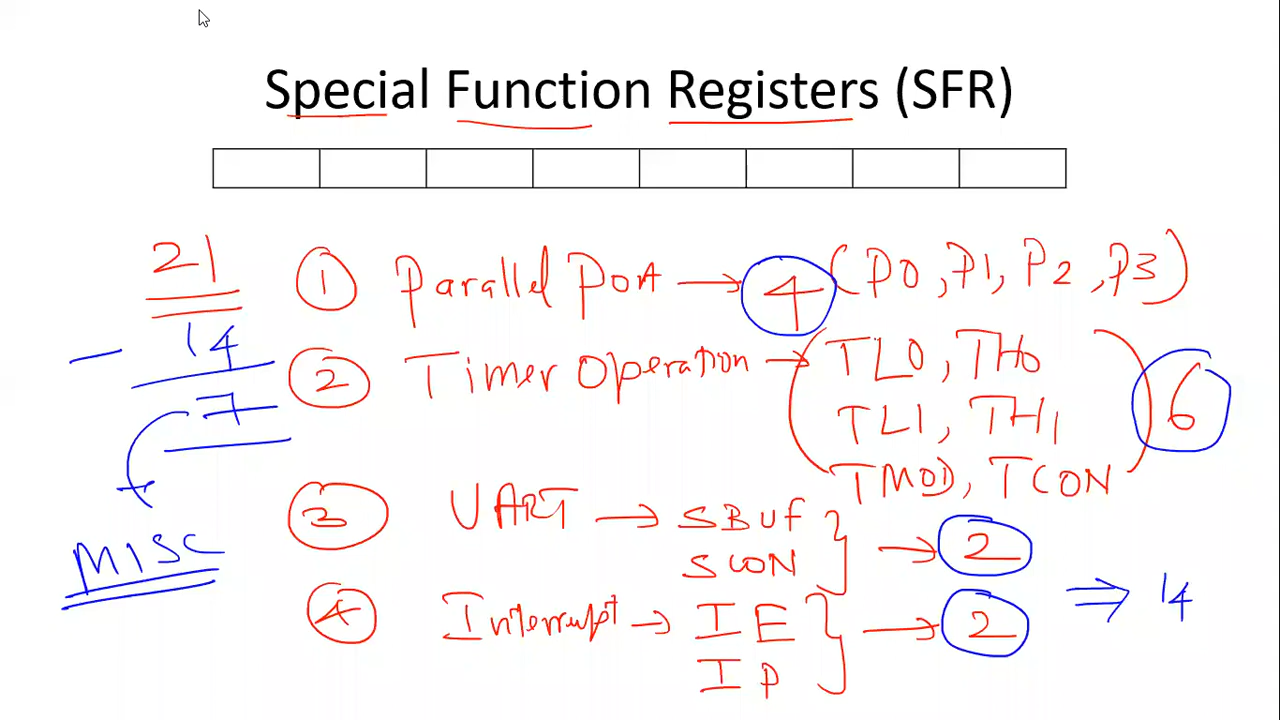 Special Function Registers (SFR)
21
① Parallel Port → 4 (P0, P1, P2, P3)
- 14
② Timer Operation → (TL0, TH0
7
TL1, TH1
TMOD, TCON) 6
③ UART → SBUF
SCON } → 2
MISC
④ Interrupt → IE
IP } → 2
⇒ 14